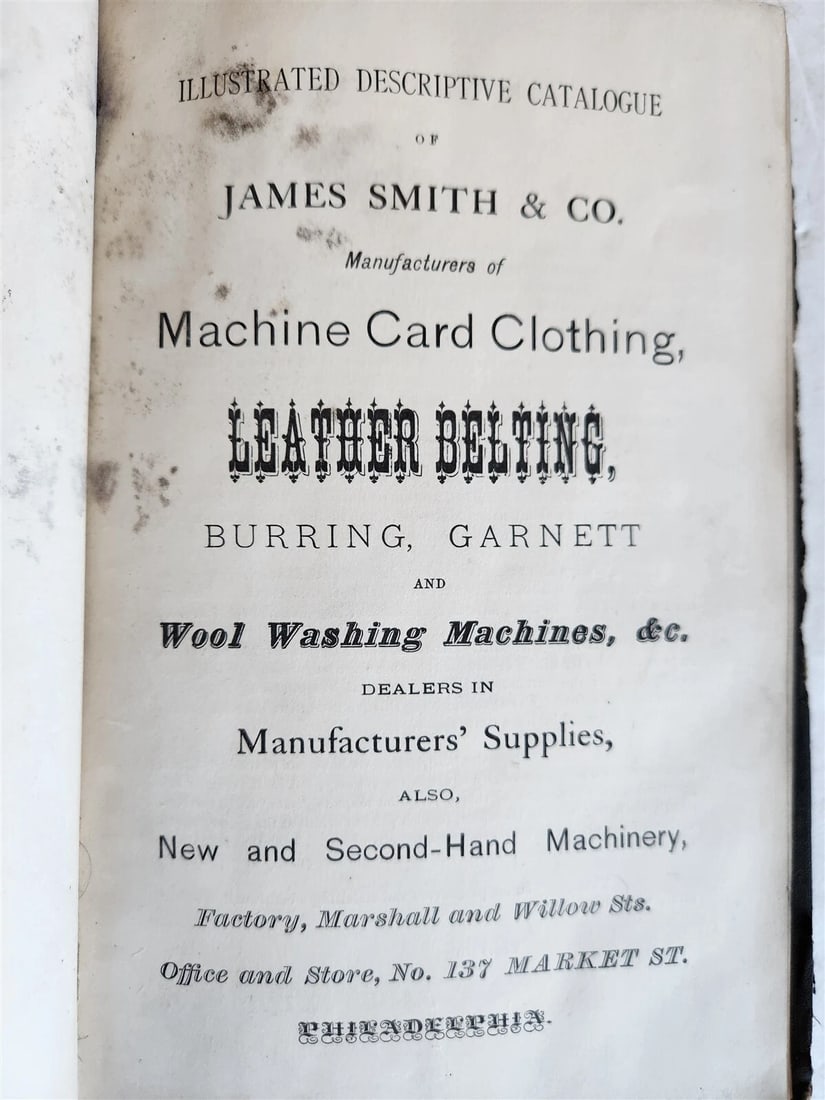 ILLUSTRATED DESCRIPTIVE CATALOGUE
OF
JAMES SMITH & CO.
Manufacturers of
Machine Card Clothing,
LEATHER BELTING,
BURRING, GARNETT
AND
Wool Washing Machines, &c.
DEALERS IN
Manufacturers' Supplies,
ALSO,
New and Second-Hand Machinery,
Factory, Marshall and Willow Sts.
Office and Store, No. 137 MARKET ST.
PHILADELPHIA.